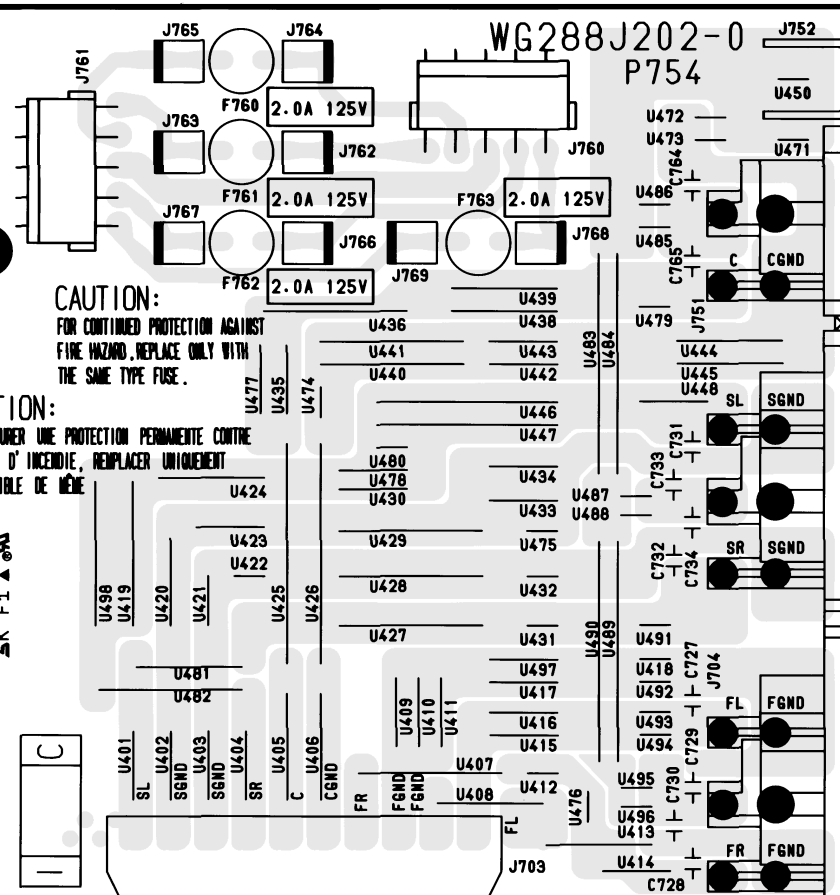 J765
J764
WG288J202-0
J752
J761
P754
F760
2.0A 125V
U450
U472
J763
U473
J762
J760
C764
U471
F761
2.0A 125V
F763
2.0A 125V
U486
J767
J766
J768
U485
C765
C
CGND
J769
F762
2.0A 125V
CAUTION:
FOR CONTINUED PROTECTION AGAINST
FIRE HAZARD, REPLACE ONLY WITH
THE SAME TYPE FUSE.
U439
U436
U438
U479
J751
U483
U484
U441
U443
U444
U440
U442
U445
U448
U477
U435
U474
TION:
URER UNE PROTECTION PERMANENTE CONTRE
D'INCENDIE, REMPLACER UNIQUEMENT
IBLE DE MÊME
U446
SL
SGND
U447
C731
U480
U478
U430
U434
C733
U424
U487
U433
U488
U423
U429
U475
U422
C732
C734
SR
SGND
U498
U419
U420
U421
U425
U426
U428
U432
U427
U431
U490
U489
U491
U481
U497
U418
C727
J704
U482
U417
U492
FL
FGND
U409
U410
U411
U416
U493
U415
U494
C729
U401
SL
U402
SGND
U403
SGND
U404
SR
U405
C
U406
CGND
FR
FGND
FGND
U407
U412
U495
C730
U408
U476
U496
FL
U413
FR
FGND
J703
U414
C728